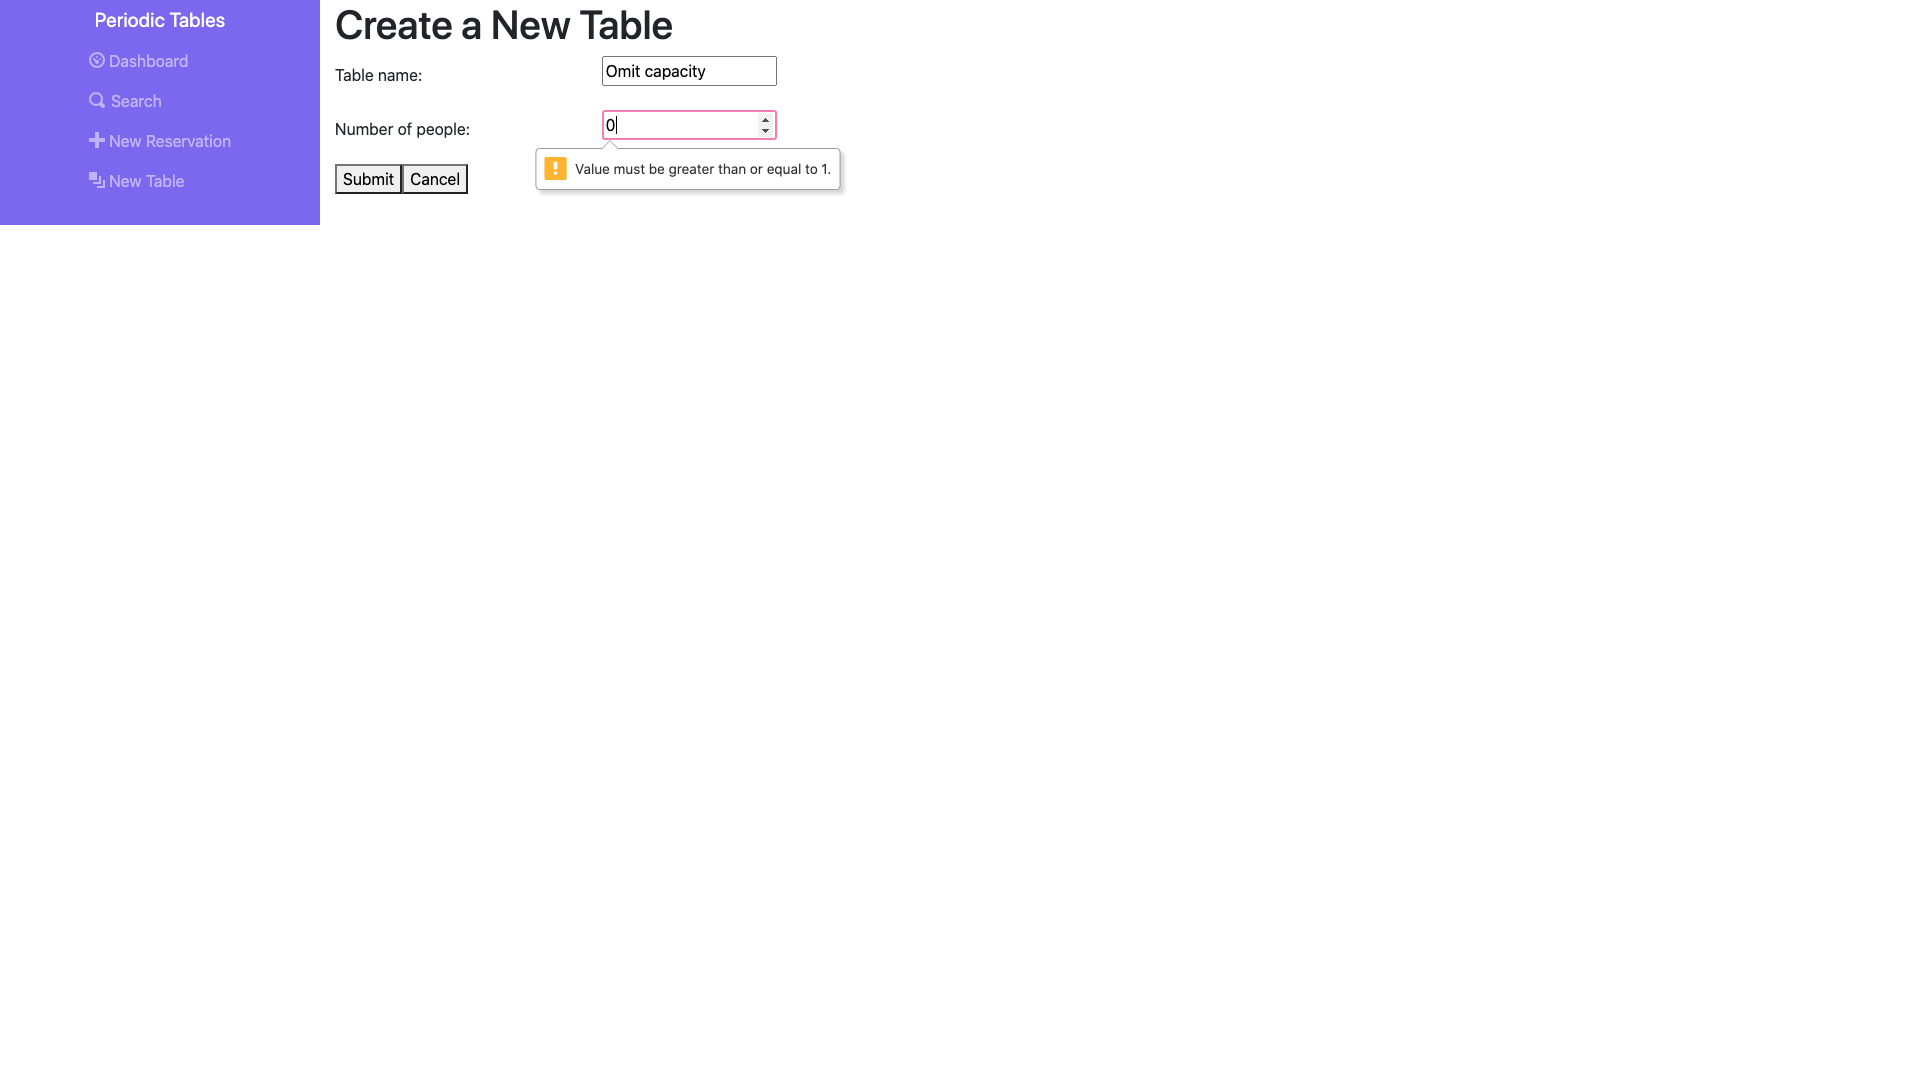 Periodic Tables
Dashboard
Search
New Reservation
New Table
Create a New Table
Table name:
Omit capacity
Number of people:
0
Value must be greater than or equal to 1.
Submit
Cancel